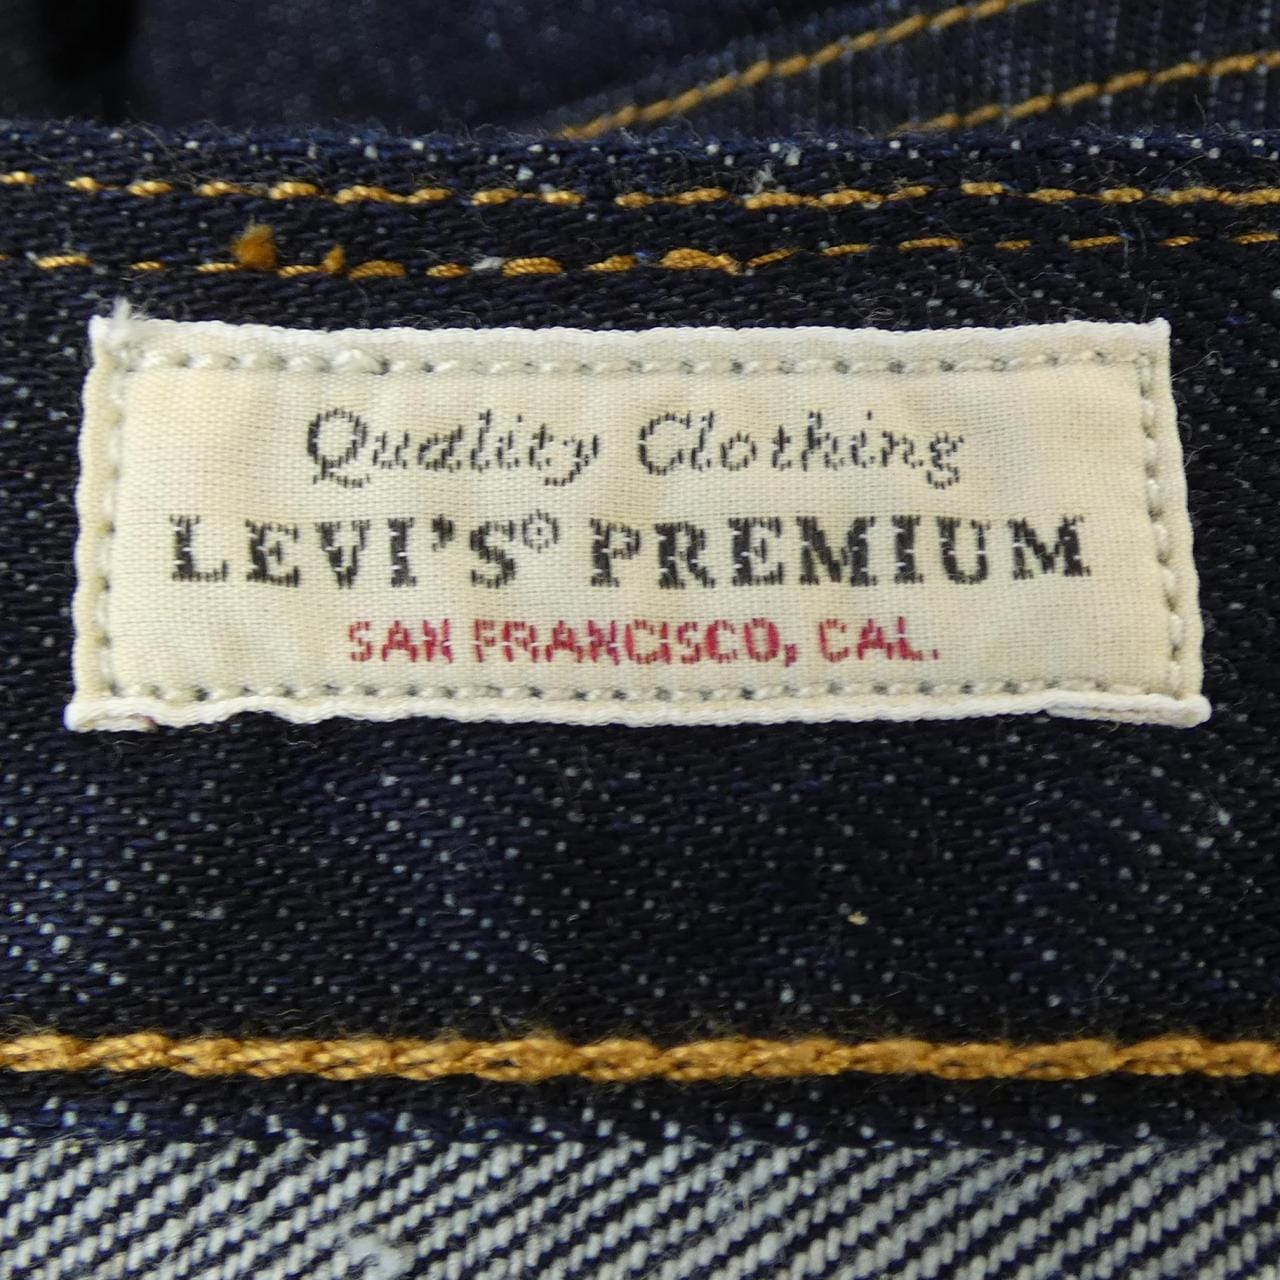 Quality Clothing
LEVI'S® PREMIUM
SAN FRANCISCO, CAL.